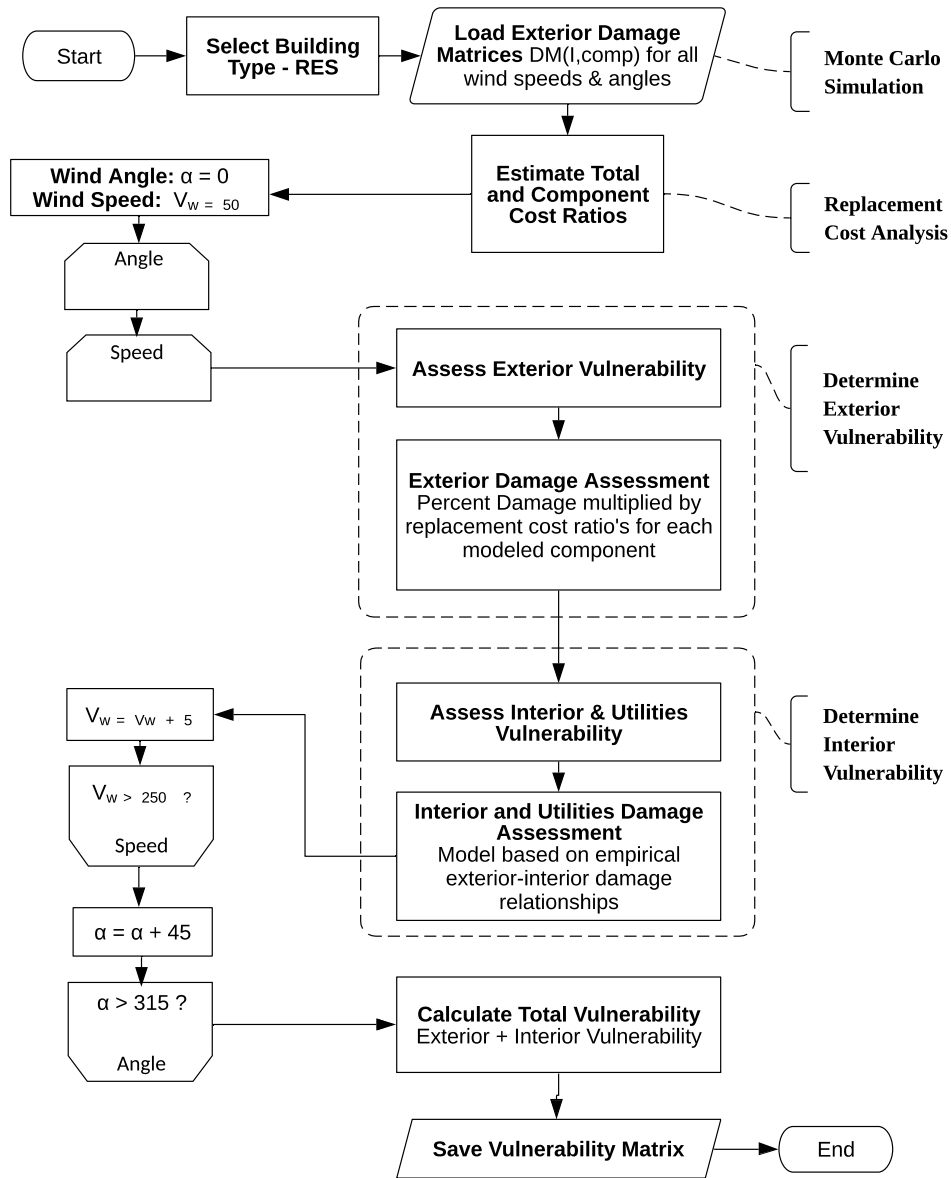 Start
Select Building
Type - RES
Load Exterior Damage
Matrices DM(I,comp) for all
wind speeds & angles
Monte Carlo
Simulation
Estimate Total
and Component
Cost Ratios
Replacement
Cost Analysis
Wind Angle: α = 0
Wind Speed: Vw = 50
Angle
Speed
Assess Exterior Vulnerability
Determine
Exterior
Vulnerability
Exterior Damage Assessment
Percent Damage multiplied by
replacement cost ratio's for each
modeled component
Assess Interior & Utilities
Vulnerability
Determine
Interior
Vulnerability
Interior and Utilities Damage
Assessment
Model based on empirical
exterior-interior damage
relationships
Vw = Vw + 5
Vw > 250 ?
Speed
α = α + 45
α > 315 ?
Angle
Calculate Total Vulnerability
Exterior + Interior Vulnerability
Save Vulnerability Matrix
End